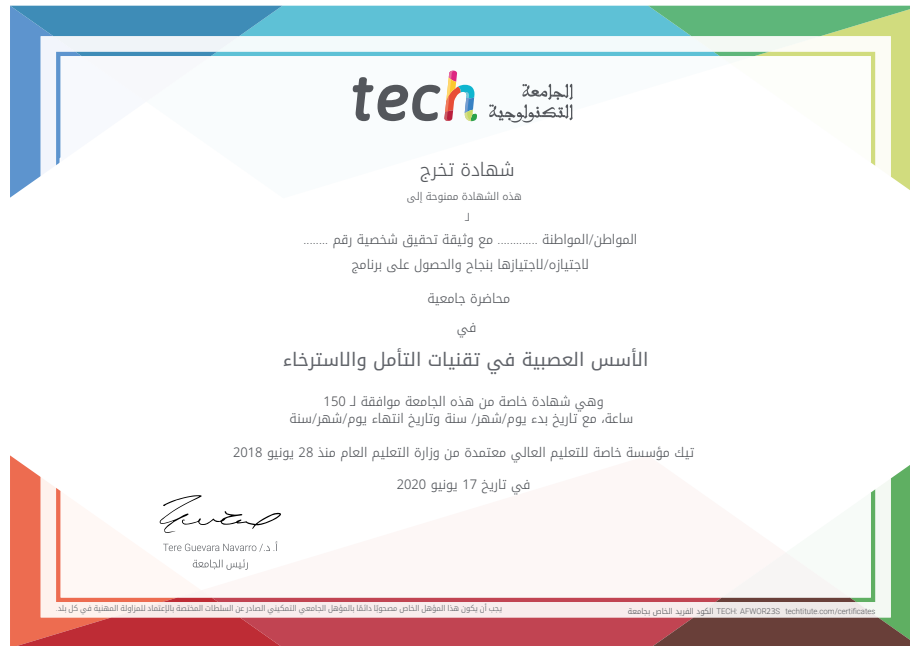 tech الجامعة
التكنولوجية
شهادة تخرج
هذه الشهادة ممنوحة إلى
لـ
المواطن/المواطنة ............ مع وثيقة تحقيق شخصية رقم ........
لاجتيازه/لاجتيازها بنجاح والحصول على برنامج
محاضرة جامعية
في
الأسس العصبية في تقنيات التأمل والاسترخاء
وهي شهادة خاصة من هذه الجامعة موافقة لـ 150
ساعة، مع تاريخ بدء يوم/شهر/ سنة وتاريخ انتهاء يوم/شهر/سنة
تيك مؤسسة خاصة للتعليم العالي معتمدة من وزارة التعليم العام منذ 28 يونيو 2018
في تاريخ 17 يونيو 2020
أ.د./ Tere Guevara Navarro
رئيس الجامعة
يجب أن يكون هذا المؤهل الخاص مصحوبًا دائمًا بالمؤهل الجامعي التمكيني الصادر عن السلطات المختصة بالإعتماد للمزاولة المهنية في كل بلد.
الكود الفريد الخاص بجامعة TECH: AFWOR23S techtitute.com/certificates